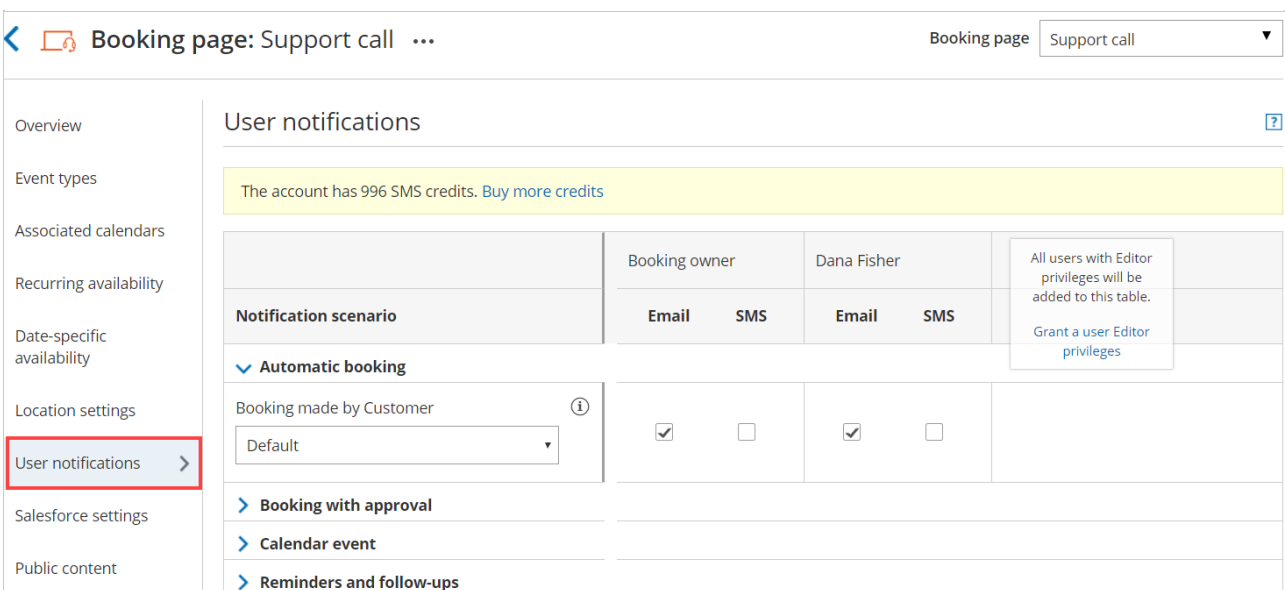 Booking page: Support call ...
Booking page
Support call
Overview
Event types
Associated calendars
Recurring availability
Date-specific
availability
Location settings
User notifications
Salesforce settings
Public content
User notifications
?
The account has 996 SMS credits. Buy more credits
Booking owner
Dana Fisher
All users with Editor
privileges will be
added to this table.
Grant a user Editor
privileges
Notification scenario
Email
SMS
Email
SMS
Automatic booking
Booking made by Customer
i
Default
Booking with approval
Calendar event
Reminders and follow-ups